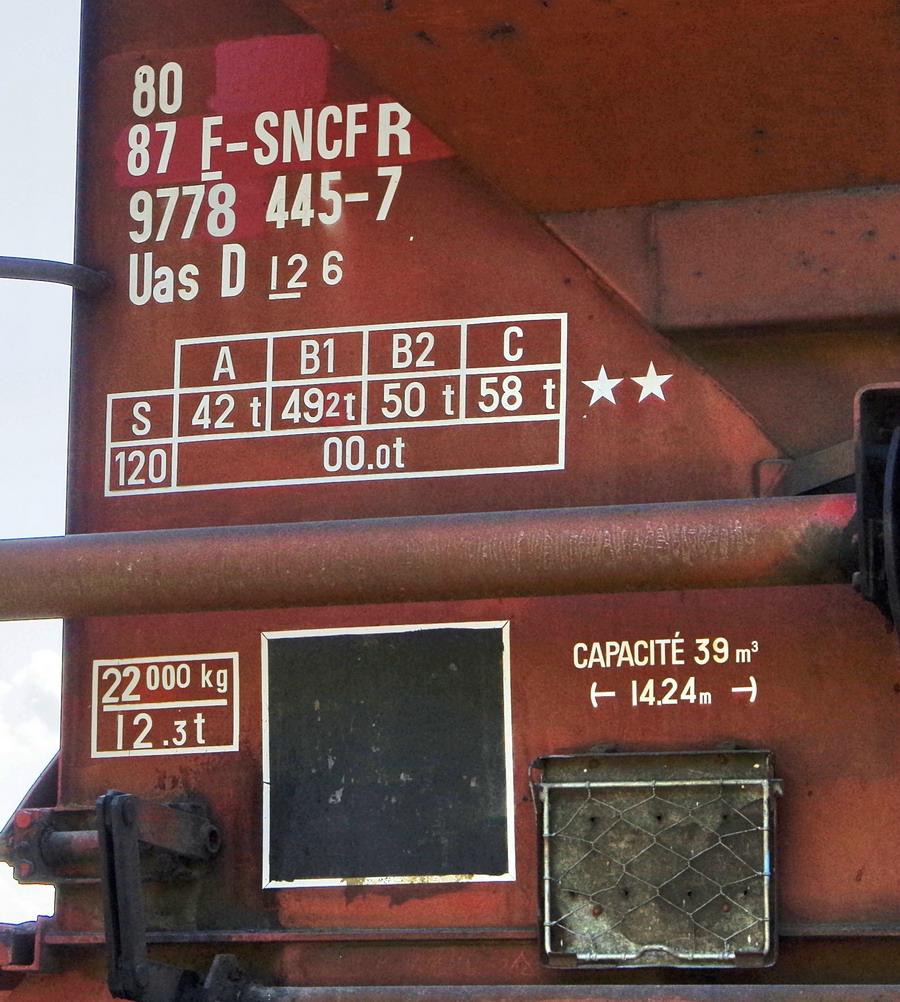 80
87 F-SNCF R
9778 445-7
Uas D 126
A B1 B2 C
S 42 t 492t 50 t 58 t
120 00.0t
22000 kg
12.3t
CAPACITÉ 39 m³
14.24m